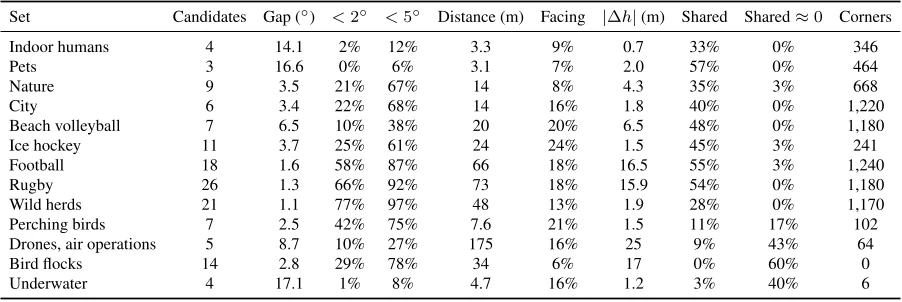 Set Candidates Gap (°) < 2° < 5° Distance (m) Facing |Δh| (m) Shared Shared ≈ 0 Corners
Indoor humans 4 14.1 2% 12% 3.3 9% 0.7 33% 0% 346
Pets 3 16.6 0% 6% 3.1 7% 2.0 57% 0% 464
Nature 9 3.5 21% 67% 14 8% 4.3 35% 3% 668
City 6 3.4 22% 68% 14 16% 1.8 40% 0% 1,220
Beach volleyball 7 6.5 10% 38% 20 20% 6.5 48% 0% 1,180
Ice hockey 11 3.7 25% 61% 24 24% 1.5 45% 3% 241
Football 18 1.6 58% 87% 66 18% 16.5 55% 3% 1,240
Rugby 26 1.3 66% 92% 73 18% 15.9 54% 0% 1,180
Wild herds 21 1.1 77% 97% 48 13% 1.9 28% 0% 1,170
Perching birds 7 2.5 42% 75% 7.6 21% 1.5 11% 17% 102
Drones, air operations 5 8.7 10% 27% 175 16% 25 9% 43% 64
Bird flocks 14 2.8 29% 78% 34 6% 17 0% 60% 0
Underwater 4 17.1 1% 8% 4.7 16% 1.2 3% 40% 6